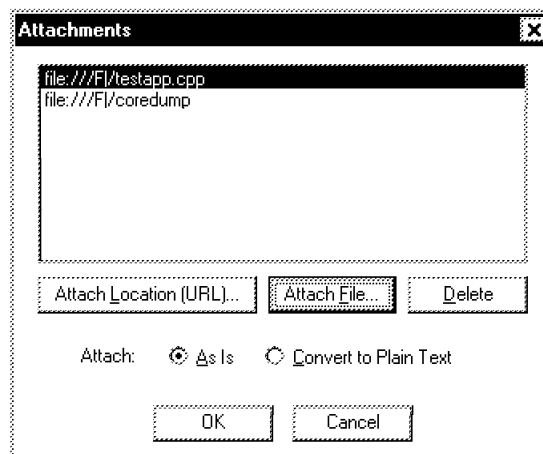 Attachments
file:///F|/testapp.cpp
file:///F|/coredump
Attach Location (URL)... Attach File... Delete
Attach: As Is Convert to Plain Text
OK Cancel